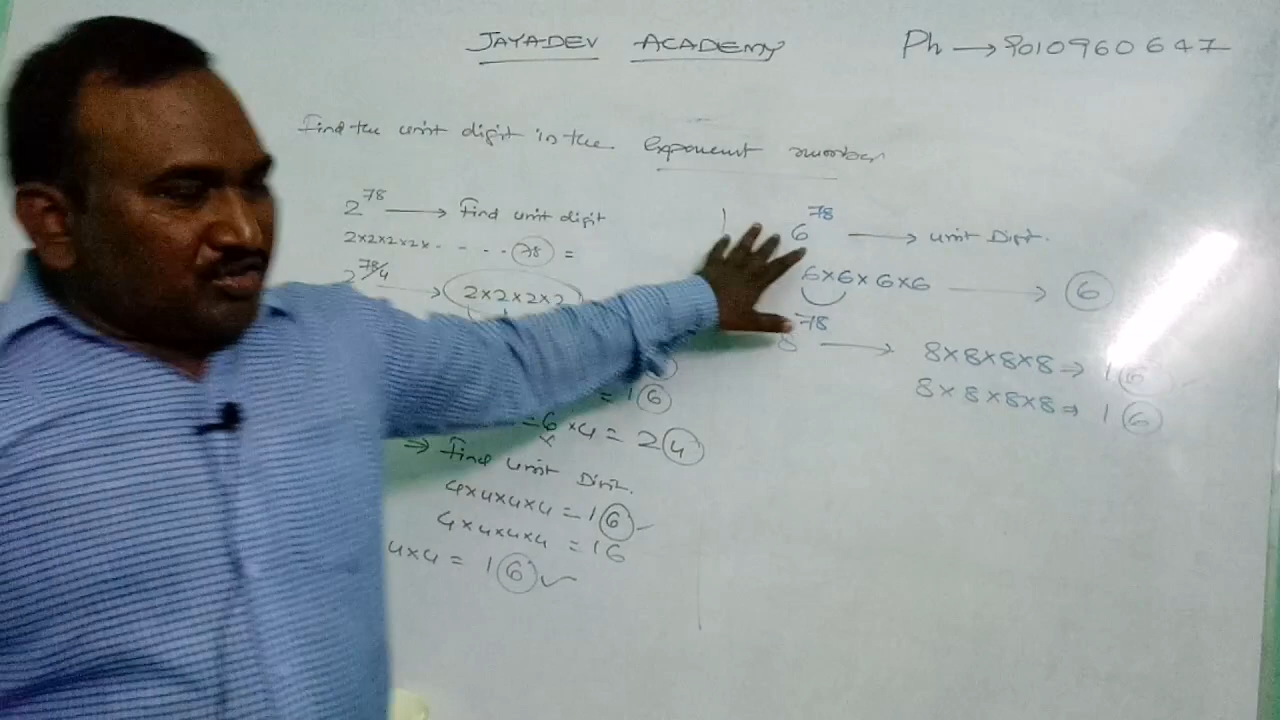 JAYADEV ACADEMY
Ph → 9010960647
Find the unit digit in the Exponent number
2^78 → Find unit digit
2×2×2×2×- - - - - 78 =
2^78/4 → 2×2×2×2
= 16
=6 ×4 = 24
⇒ Find unit Digit.
4×4×4×4 = 16
4×4×4×4 = 16
4×4 = 16 ✓
6^78 → unit Digit.
6×6×6×6 → 6
8^78 → 8×8×8×8 ⇒ 16
8×8×8×8 ⇒ 16